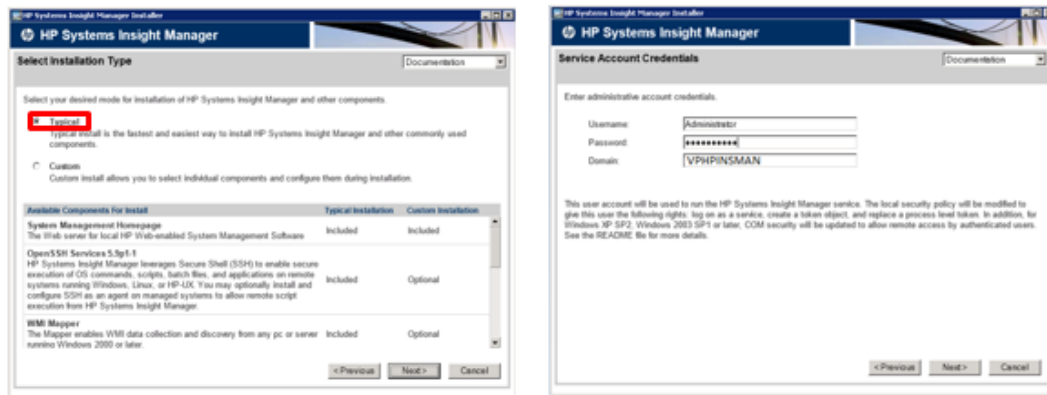 HP Systems Insight Manager Installer
HP Systems Insight Manager
Select Installation Type
Documentation
Select your desired mode for installation of HP Systems Insight Manager and other components.
Typical
Typical install is the fastest and easiest way to install HP Systems Insight Manager and other commonly used
components.
Custom
Custom install allows you to select individual components and configure them during installation.
Available Components For Install Typical Installation Custom Installation
System Management Homepage
The Web server for local HP Web-enabled System Management Software Included Included
OpenSSH Services 5.9p1-1
HP Systems Insight Manager leverages Secure Shell (SSH) to enable secure
execution of OS commands, scripts, batch files, and applications on remote
systems running Windows, Linux, or HP-UX. You may optionally install and Included Optional
configure SSH as an agent on managed systems to allow remote script
execution from HP Systems Insight Manager.
WMI Mapper
The Mapper enables WMI data collection and discovery from any pc or server Included Optional
running Windows 2000 or later.
<Previous Next> Cancel
HP Systems Insight Manager Installer
HP Systems Insight Manager
Service Account Credentials
Documentation
Enter administrative account credentials.
Username: Administrator
Password: **********
Domain: VPHPINSMAN
This user account will be used to run the HP Systems Insight Manager service. The local security policy will be modified to
give this user the following rights: log on as a service, create a token object, and replace a process level token. In addition, for
Windows XP SP2, Windows 2003 SP1 or later, COM security will be updated to allow remote access by authenticated users.
See the README file for more details.
<Previous Next> Cancel